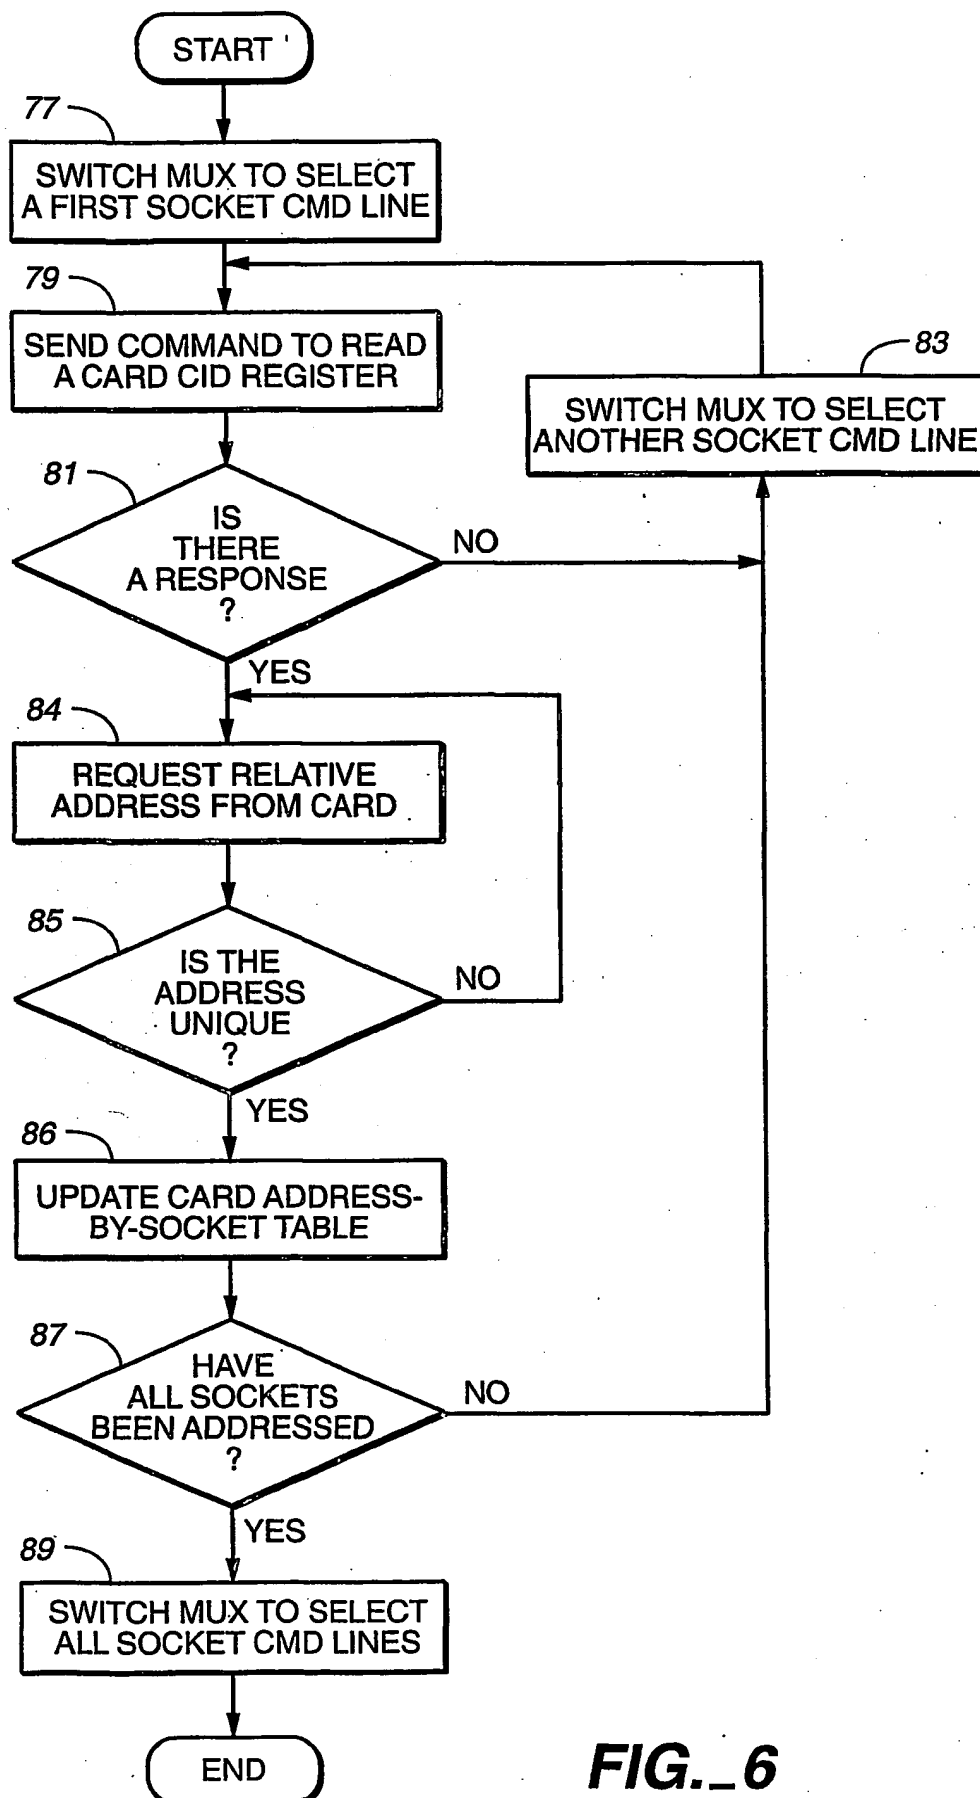 START
77
SWITCH MUX TO SELECT
A FIRST SOCKET CMD LINE
79
SEND COMMAND TO READ
A CARD CID REGISTER
83
SWITCH MUX TO SELECT
ANOTHER SOCKET CMD LINE
81
IS
THERE
A RESPONSE
?
NO
YES
84
REQUEST RELATIVE
ADDRESS FROM CARD
85
IS THE
ADDRESS
UNIQUE
?
NO
YES
86
UPDATE CARD ADDRESS-
BY-SOCKET TABLE
87
HAVE
ALL SOCKETS
BEEN ADDRESSED
?
NO
YES
89
SWITCH MUX TO SELECT
ALL SOCKET CMD LINES
END
FIG._6